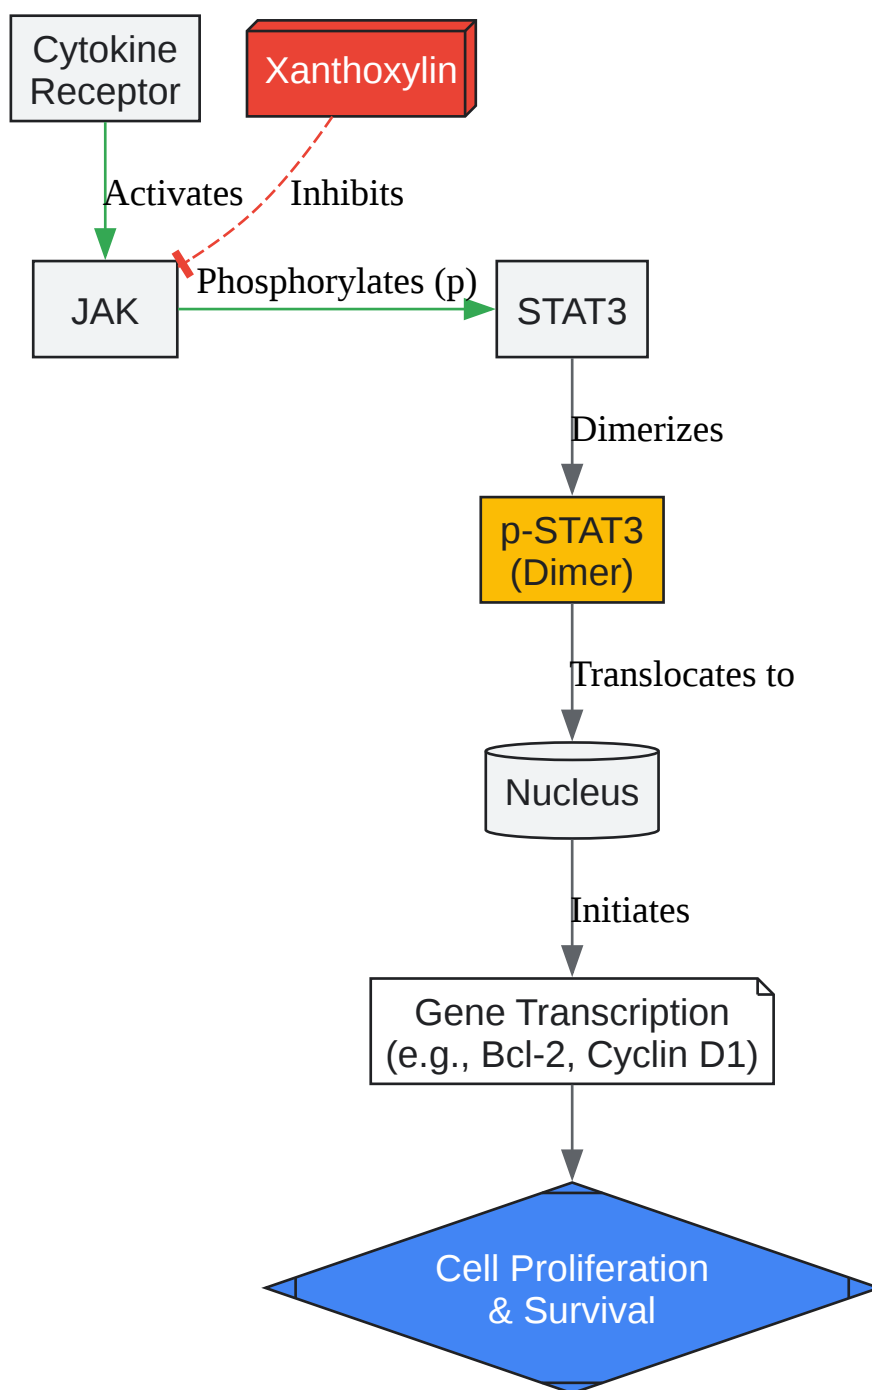 Cytokine
Receptor
Xanthoxylin
Activates
Inhibits
Phosphorylates (p)
JAK
STAT3
Dimerizes
p-STAT3
(Dimer)
Translocates to
Nucleus
Initiates
Gene Transcription
(e.g., Bcl-2, Cyclin D1)
Cell Proliferation
& Survival